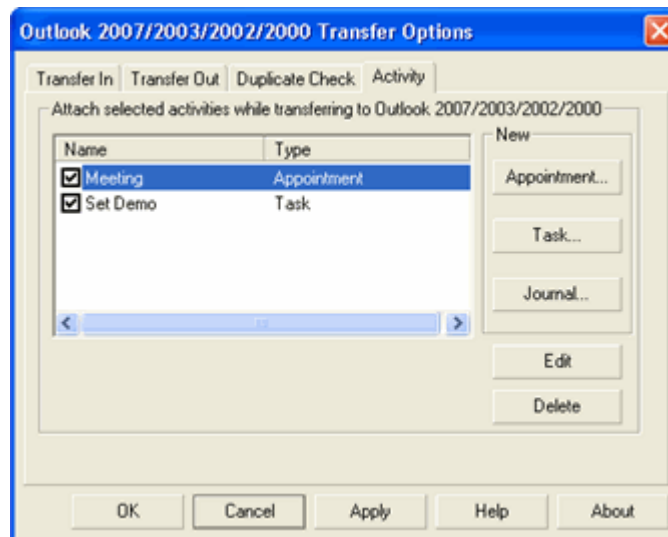 Outlook 2007/2003/2002/2000 Transfer Options
Transfer In Transfer Out Duplicate Check Activity
Attach selected activities while transferring to Outlook 2007/2003/2002/2000
New
Name Type
Meeting Appointment
Set Demo Task
Appointment...
Task...
Journal...
Edit
Delete
OK Cancel Apply Help About